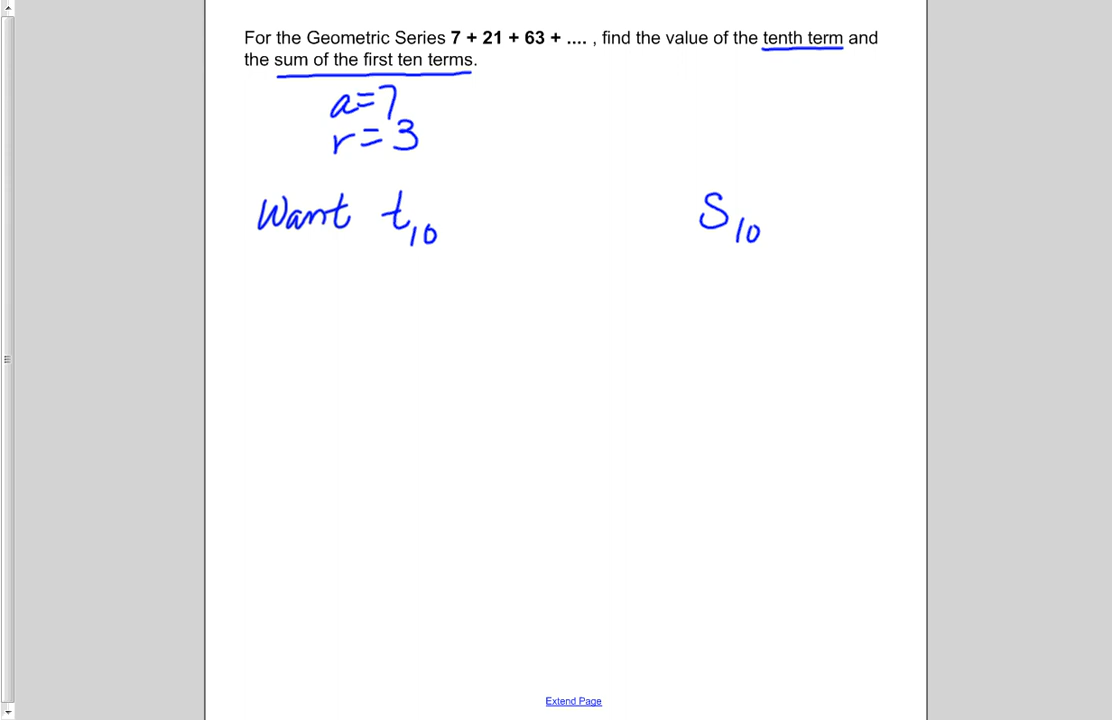 For the Geometric Series 7 + 21 + 63 + .... , find the value of the tenth term and
the sum of the first ten terms.
a=7
r=3
Want t₁₀ S₁₀
Extend Page